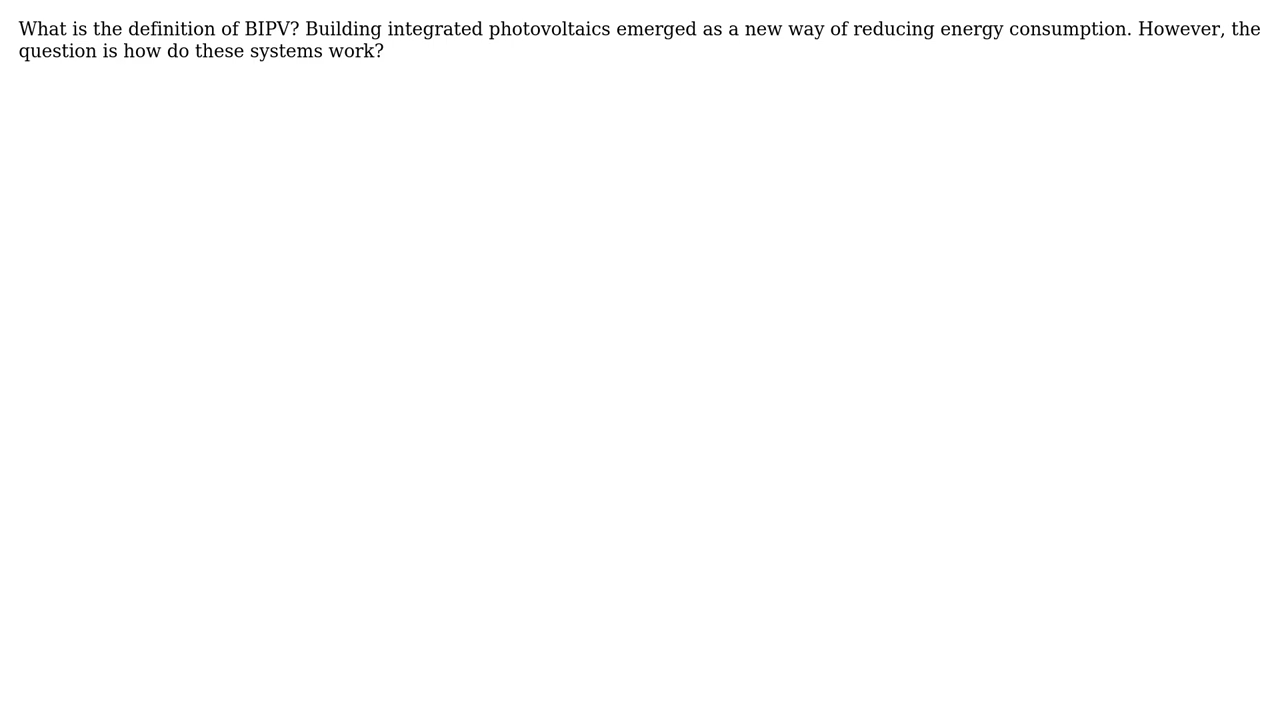 What is the definition of BIPV? Building integrated photovoltaics emerged as a new way of reducing energy consumption. However, the
question is how do these systems work?